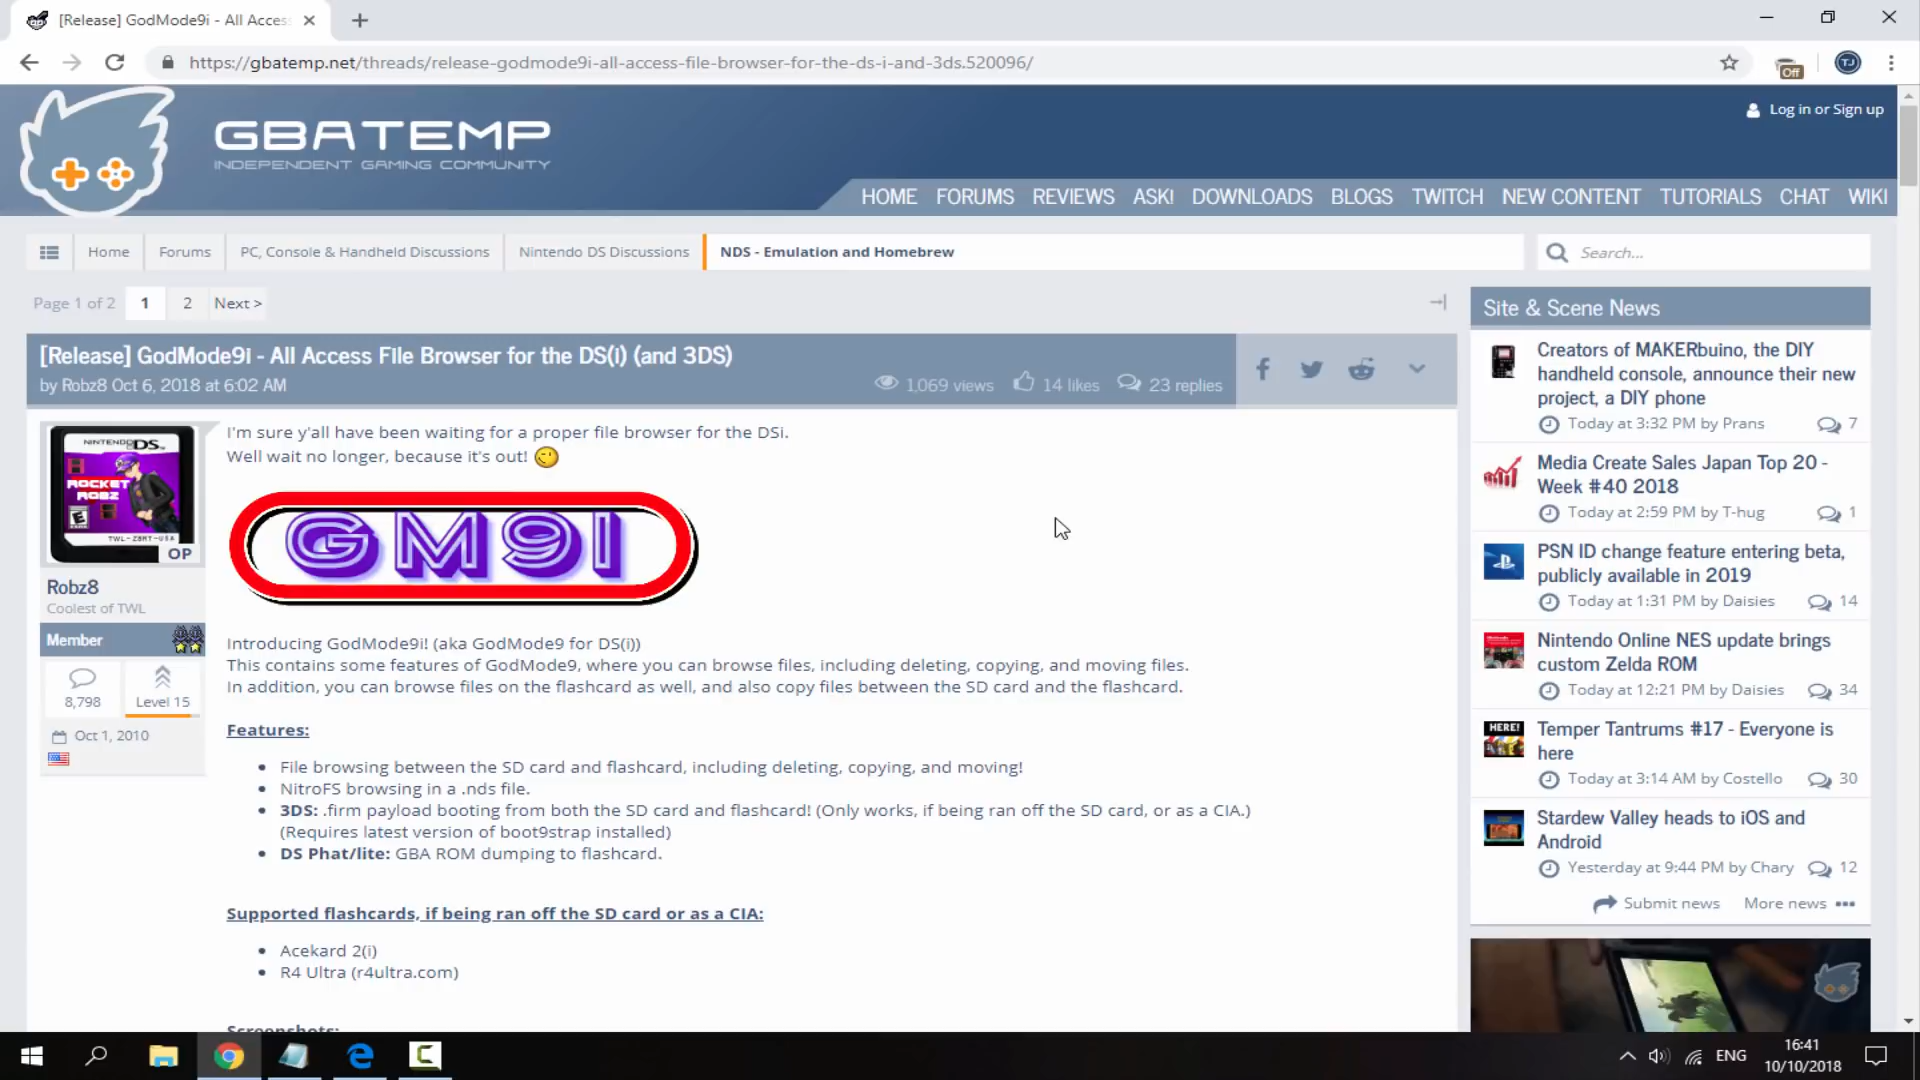 [Release] GodMode9i - All Acces
https://gbatemp.net/threads/release-godmode9i-all-access-file-browser-for-the-ds-i-and-3ds.520096/
Off
TJ
Log in or Sign up
GBATEMP
INDEPENDENT GAMING COMMUNITY
HOME FORUMS REVIEWS ASK! DOWNLOADS BLOGS TWITCH NEW CONTENT TUTORIALS CHAT WIKI
Home Forums PC, Console & Handheld Discussions Nintendo DS Discussions NDS - Emulation and Homebrew
Search...
Page 1 of 2 1 2 Next >
[Release] GodMode9i - All Access File Browser for the DS(i) (and 3DS)
by Robz8 Oct 6, 2018 at 6:02 AM
1,069 views 14 likes 23 replies
NINTENDO DS
ROCKET
ROBZ
E
TWL-Z8RT-USA
OP
Robz8
Coolest of TWL
Member
8,798
Level 15
Oct 1, 2010
I'm sure y'all have been waiting for a proper file browser for the DSi.
Well wait no longer, because it's out!
GM9I
Introducing GodMode9i! (aka GodMode9 for DS(i))
This contains some features of GodMode9, where you can browse files, including deleting, copying, and moving files.
In addition, you can browse files on the flashcard as well, and also copy files between the SD card and the flashcard.
Features:
• File browsing between the SD card and flashcard, including deleting, copying, and moving!
• NitroFS browsing in a .nds file.
• 3DS: .firm payload booting from both the SD card and flashcard! (Only works, if being ran off the SD card, or as a CIA.)
(Requires latest version of boot9strap installed)
• DS Phat/lite: GBA ROM dumping to flashcard.
Supported flashcards, if being ran off the SD card or as a CIA:
• Acekard 2(i)
• R4 Ultra (r4ultra.com)
Screenshots:
Site & Scene News
Creators of MAKERbuino, the DIY
handheld console, announce their new
project, a DIY phone
Today at 3:32 PM by Prans 7
Media Create Sales Japan Top 20 -
Week #40 2018
Today at 2:59 PM by T-hug 1
PSN ID change feature entering beta,
publicly available in 2019
Today at 1:31 PM by Daisies 14
Nintendo Online NES update brings
custom Zelda ROM
Today at 12:21 PM by Daisies 34
HERE!
Temper Tantrums #17 - Everyone is
here
Today at 3:14 AM by Costello 30
Stardew Valley heads to iOS and
Android
Yesterday at 9:44 PM by Chary 12
Submit news More news
ENG
16:41
10/10/2018